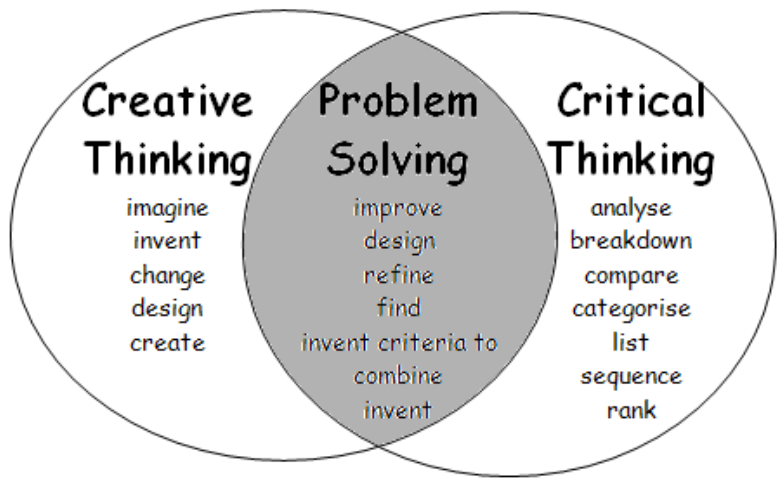 Creative
Thinking
imagine
invent
change
design
create
Problem
Solving
improve
design
refine
find
invent criteria to
combine
invent
Critical
Thinking
analyse
breakdown
compare
categorise
list
sequence
rank